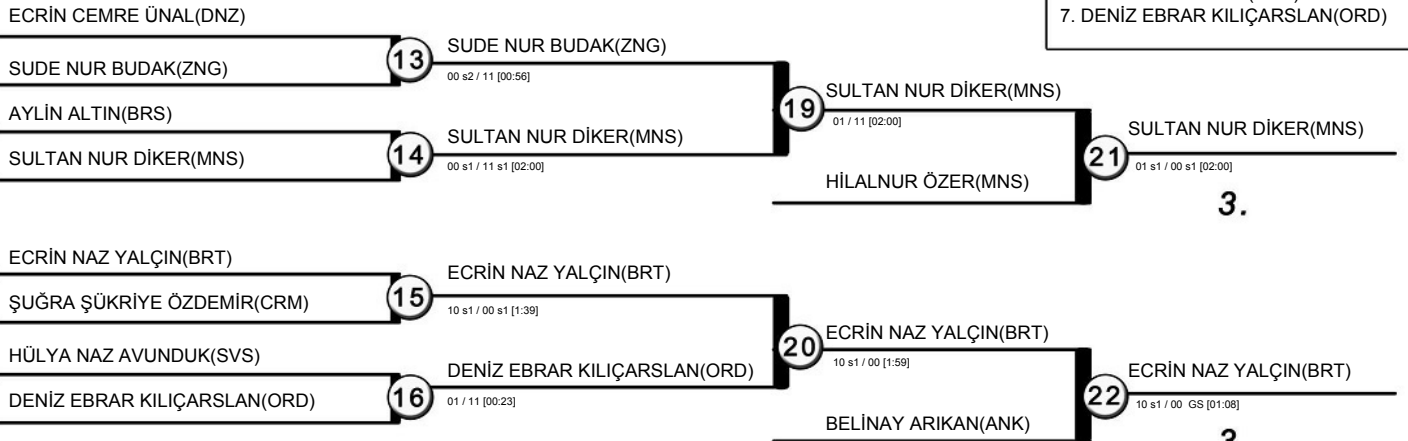 ECRİN CEMRE ÜNAL(DNZ)
7. DENİZ EBRAR KILIÇARSLAN(ORD)
SUDE NUR BUDAK(ZNG)
13
SUDE NUR BUDAK(ZNG)
00 s2 / 11 [00:56]
AYLİN ALTIN(BRS)
SULTAN NUR DİKER(MNS)
14
SULTAN NUR DİKER(MNS)
00 s1 / 11 s1 [02:00]
19
SULTAN NUR DİKER(MNS)
01 / 11 [02:00]
HİLALNUR ÖZER(MNS)
21
SULTAN NUR DİKER(MNS)
01 s1 / 00 s1 [02:00]
3.
ECRİN NAZ YALÇIN(BRT)
ŞUĞRA ŞÜKRİYE ÖZDEMİR(CRM)
15
ECRİN NAZ YALÇIN(BRT)
10 s1 / 00 s1 [1:39]
HÜLYA NAZ AVUNDUK(SVS)
DENİZ EBRAR KILIÇARSLAN(ORD)
16
DENİZ EBRAR KILIÇARSLAN(ORD)
01 / 11 [00:23]
20
ECRİN NAZ YALÇIN(BRT)
10 s1 / 00 [1:59]
BELİNAY ARIKAN(ANK)
22
ECRİN NAZ YALÇIN(BRT)
10 s1 / 00 GS [01:08]